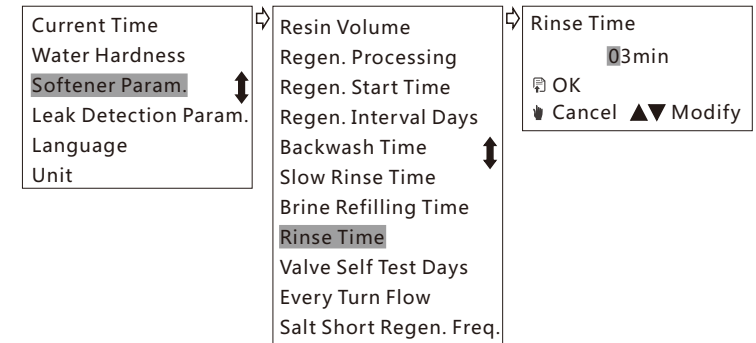 Current Time
Water Hardness
Softener Param.
Leak Detection Param.
Language
Unit
Resin Volume
Regen. Processing
Regen. Start Time
Regen. Interval Days
Backwash Time
Slow Rinse Time
Brine Refilling Time
Rinse Time
Valve Self Test Days
Every Turn Flow
Salt Short Regen. Freq.
Rinse Time
03min
OK
Cancel ▲▼ Modify